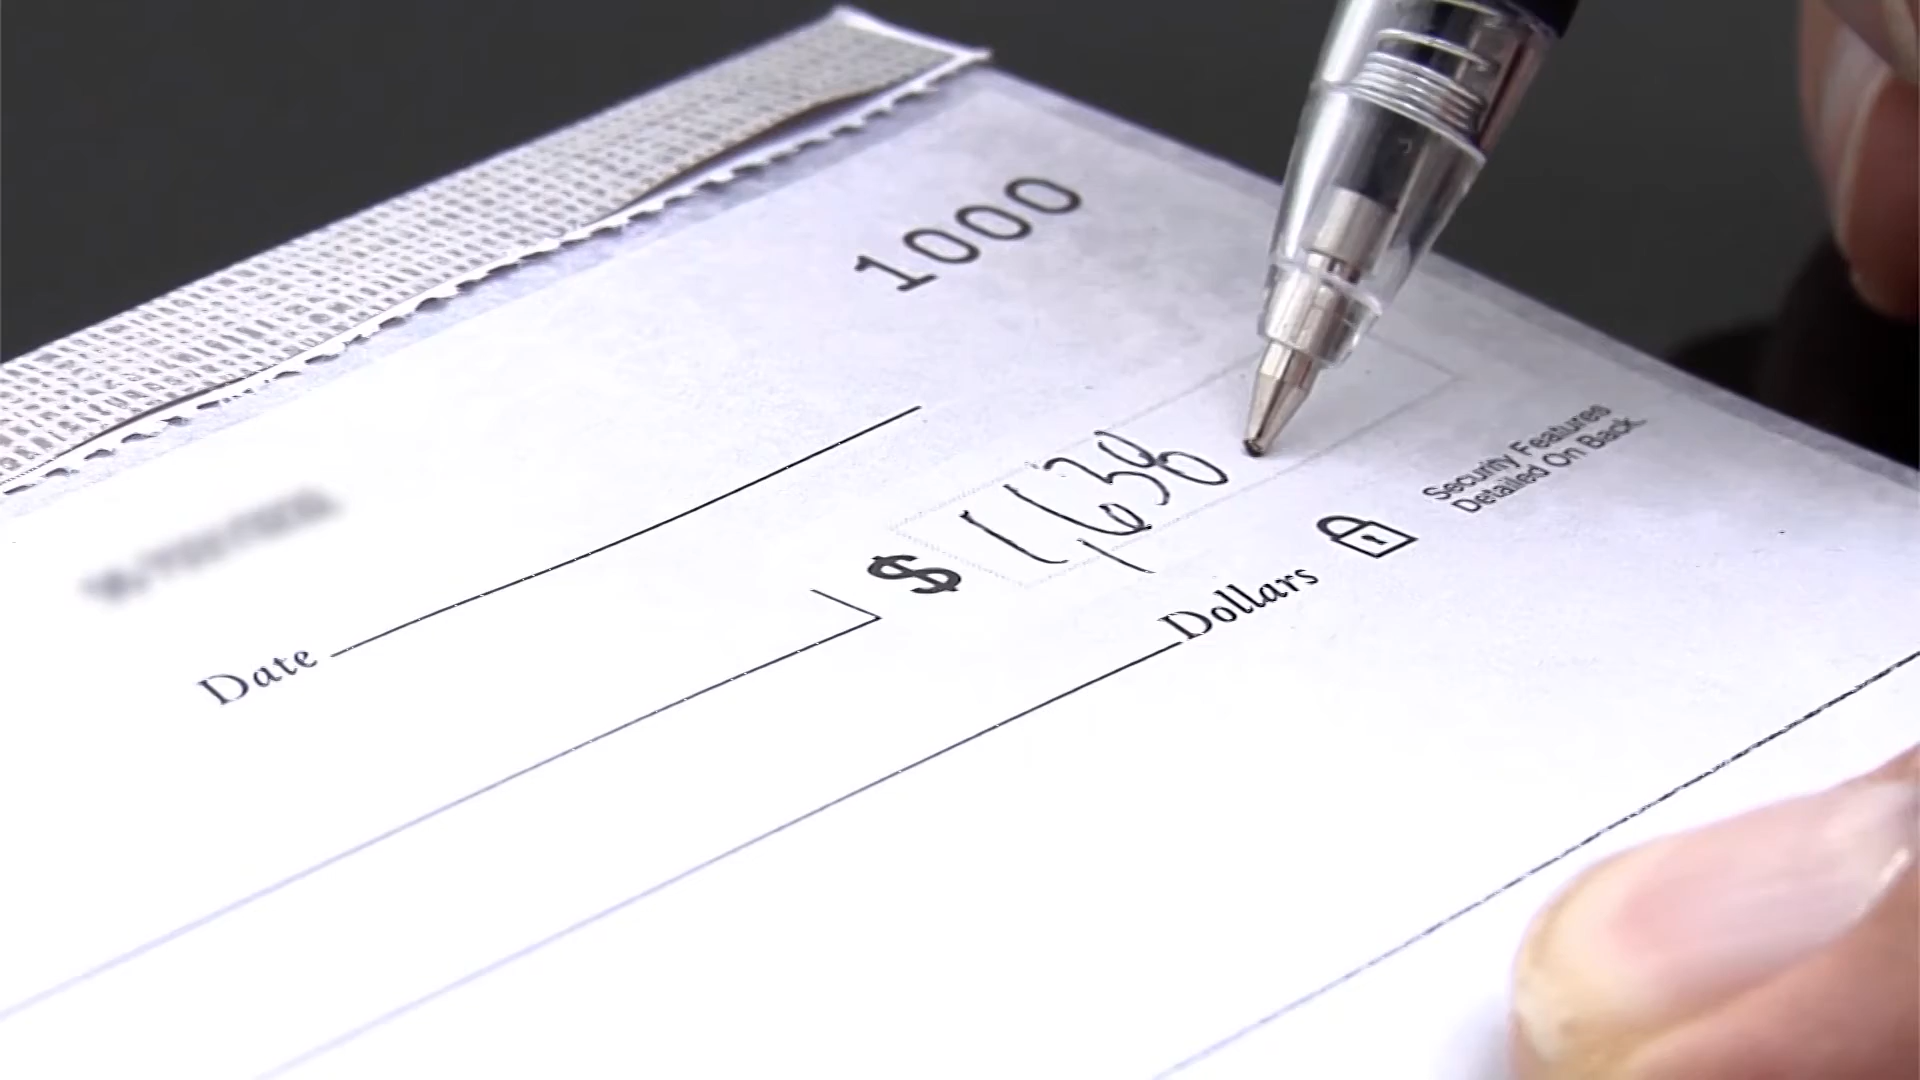 1000
Date
$ 1,638
Dollars
Security Features
Detailed On Back.